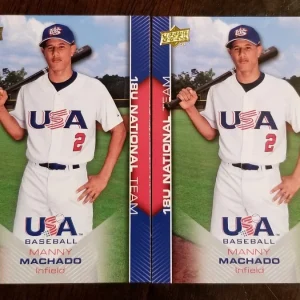 USA
2
18U NATIONAL TEAM
USA
BASEBALL
MANNY
MACHADO
Infield
UPPER DECK
USA
2
18U NATIONAL TEAM
USA
BASEBALL
MANNY
MACHADO
Infield